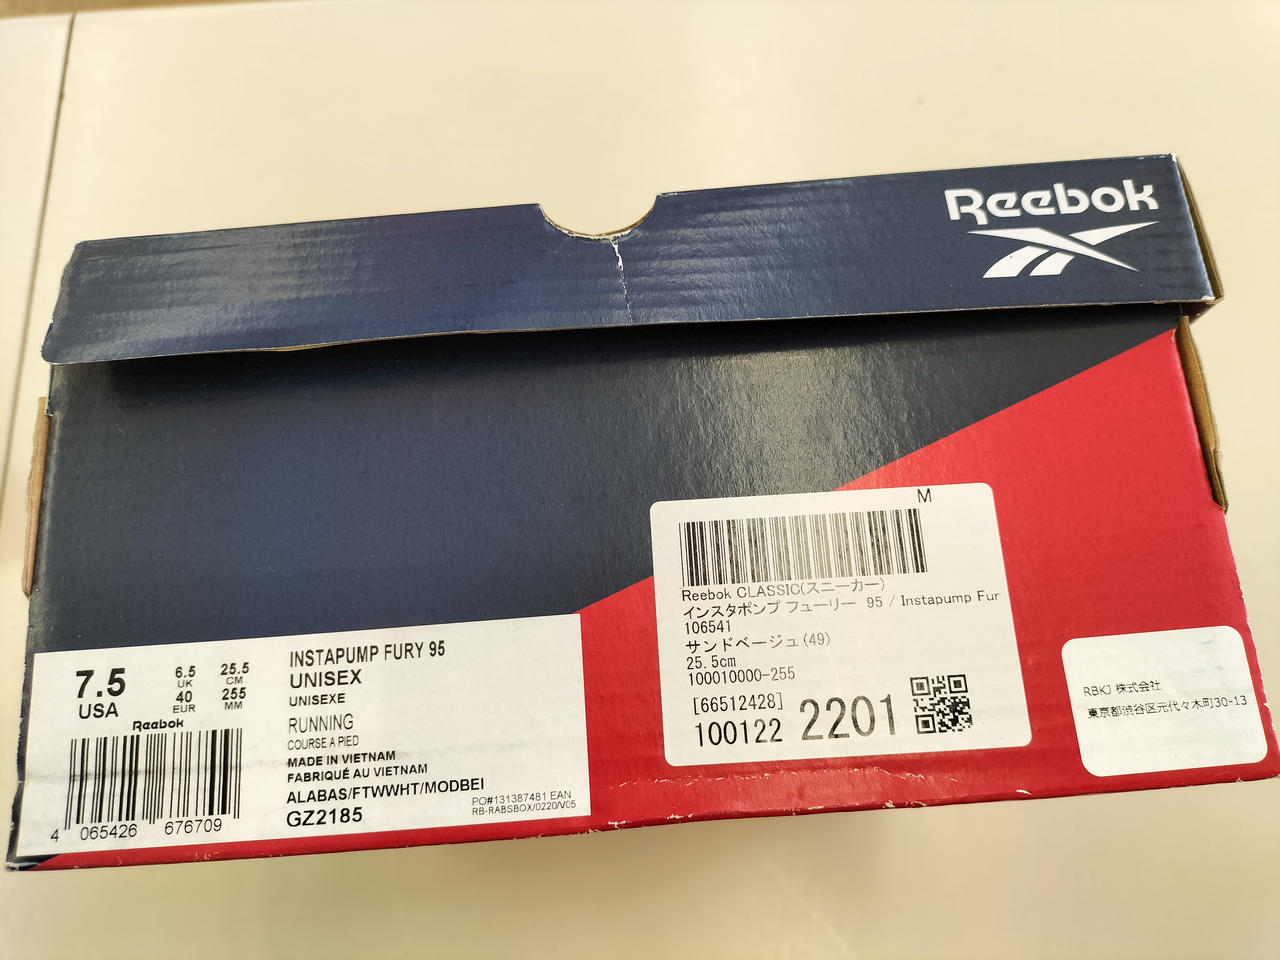 Reebok
7.5
USA
6.5
UK
40
EUR
25.5
CM
255
MM
Reebok
4 065426 676709
INSTAPUMP FURY 95
UNISEX
UNISEXE
RUNNING
COURSE A PIED
MADE IN VIETNAM
FABRIQUÉ AU VIETNAM
ALABAS/FTWWHT/MODBEI
GZ2185
PO#131387481 EAN
RB-RABSBOX/0220/V05
M
Reebok CLASSIC(スニーカー)
インスタポンプ フューリー 95 / Instapump Fur
106541
サンドベージュ(49)
25.5cm
100010000-255
[66512428]
100122 2201
RBKJ 株式会社
東京都渋谷区元代々木町30-13